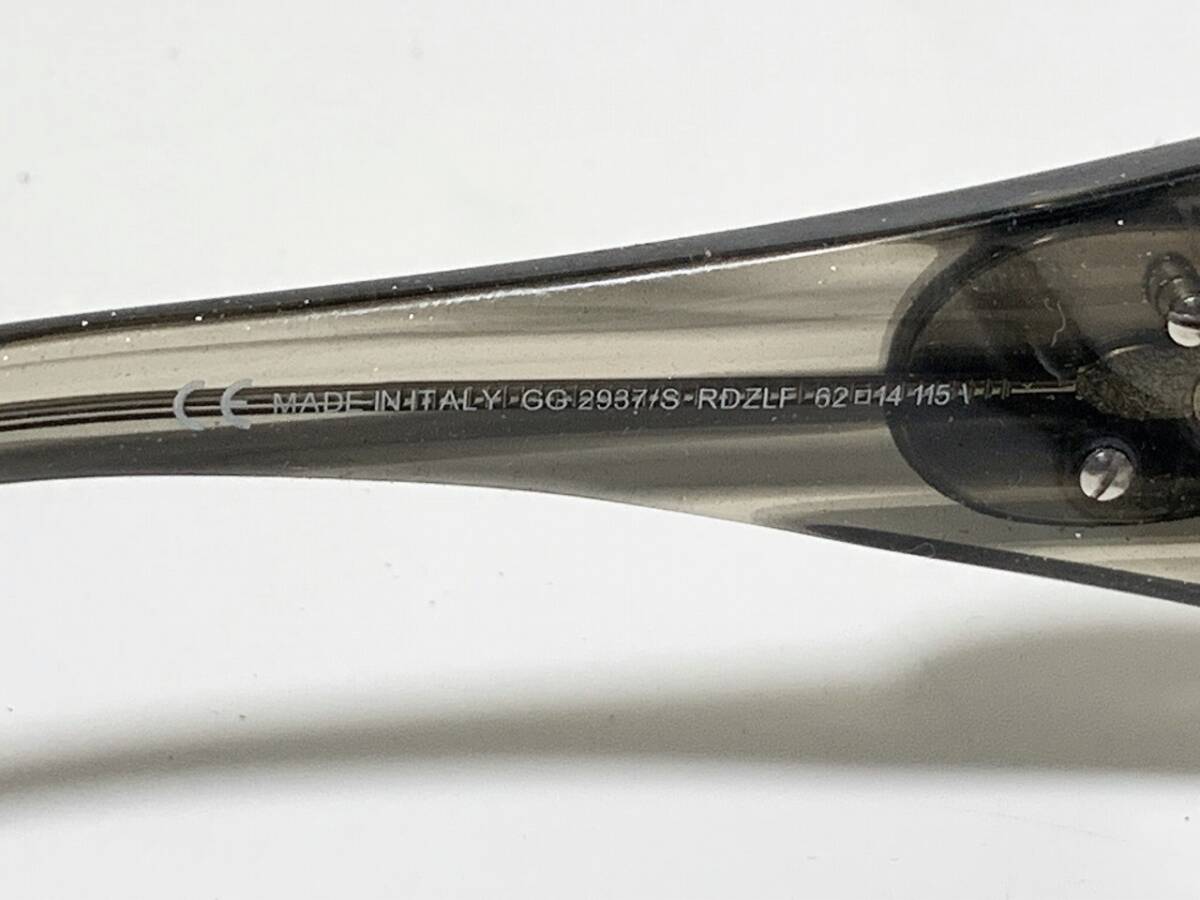 CE MADE IN ITALY GG 2937/S RDZLF 62□14 115 \